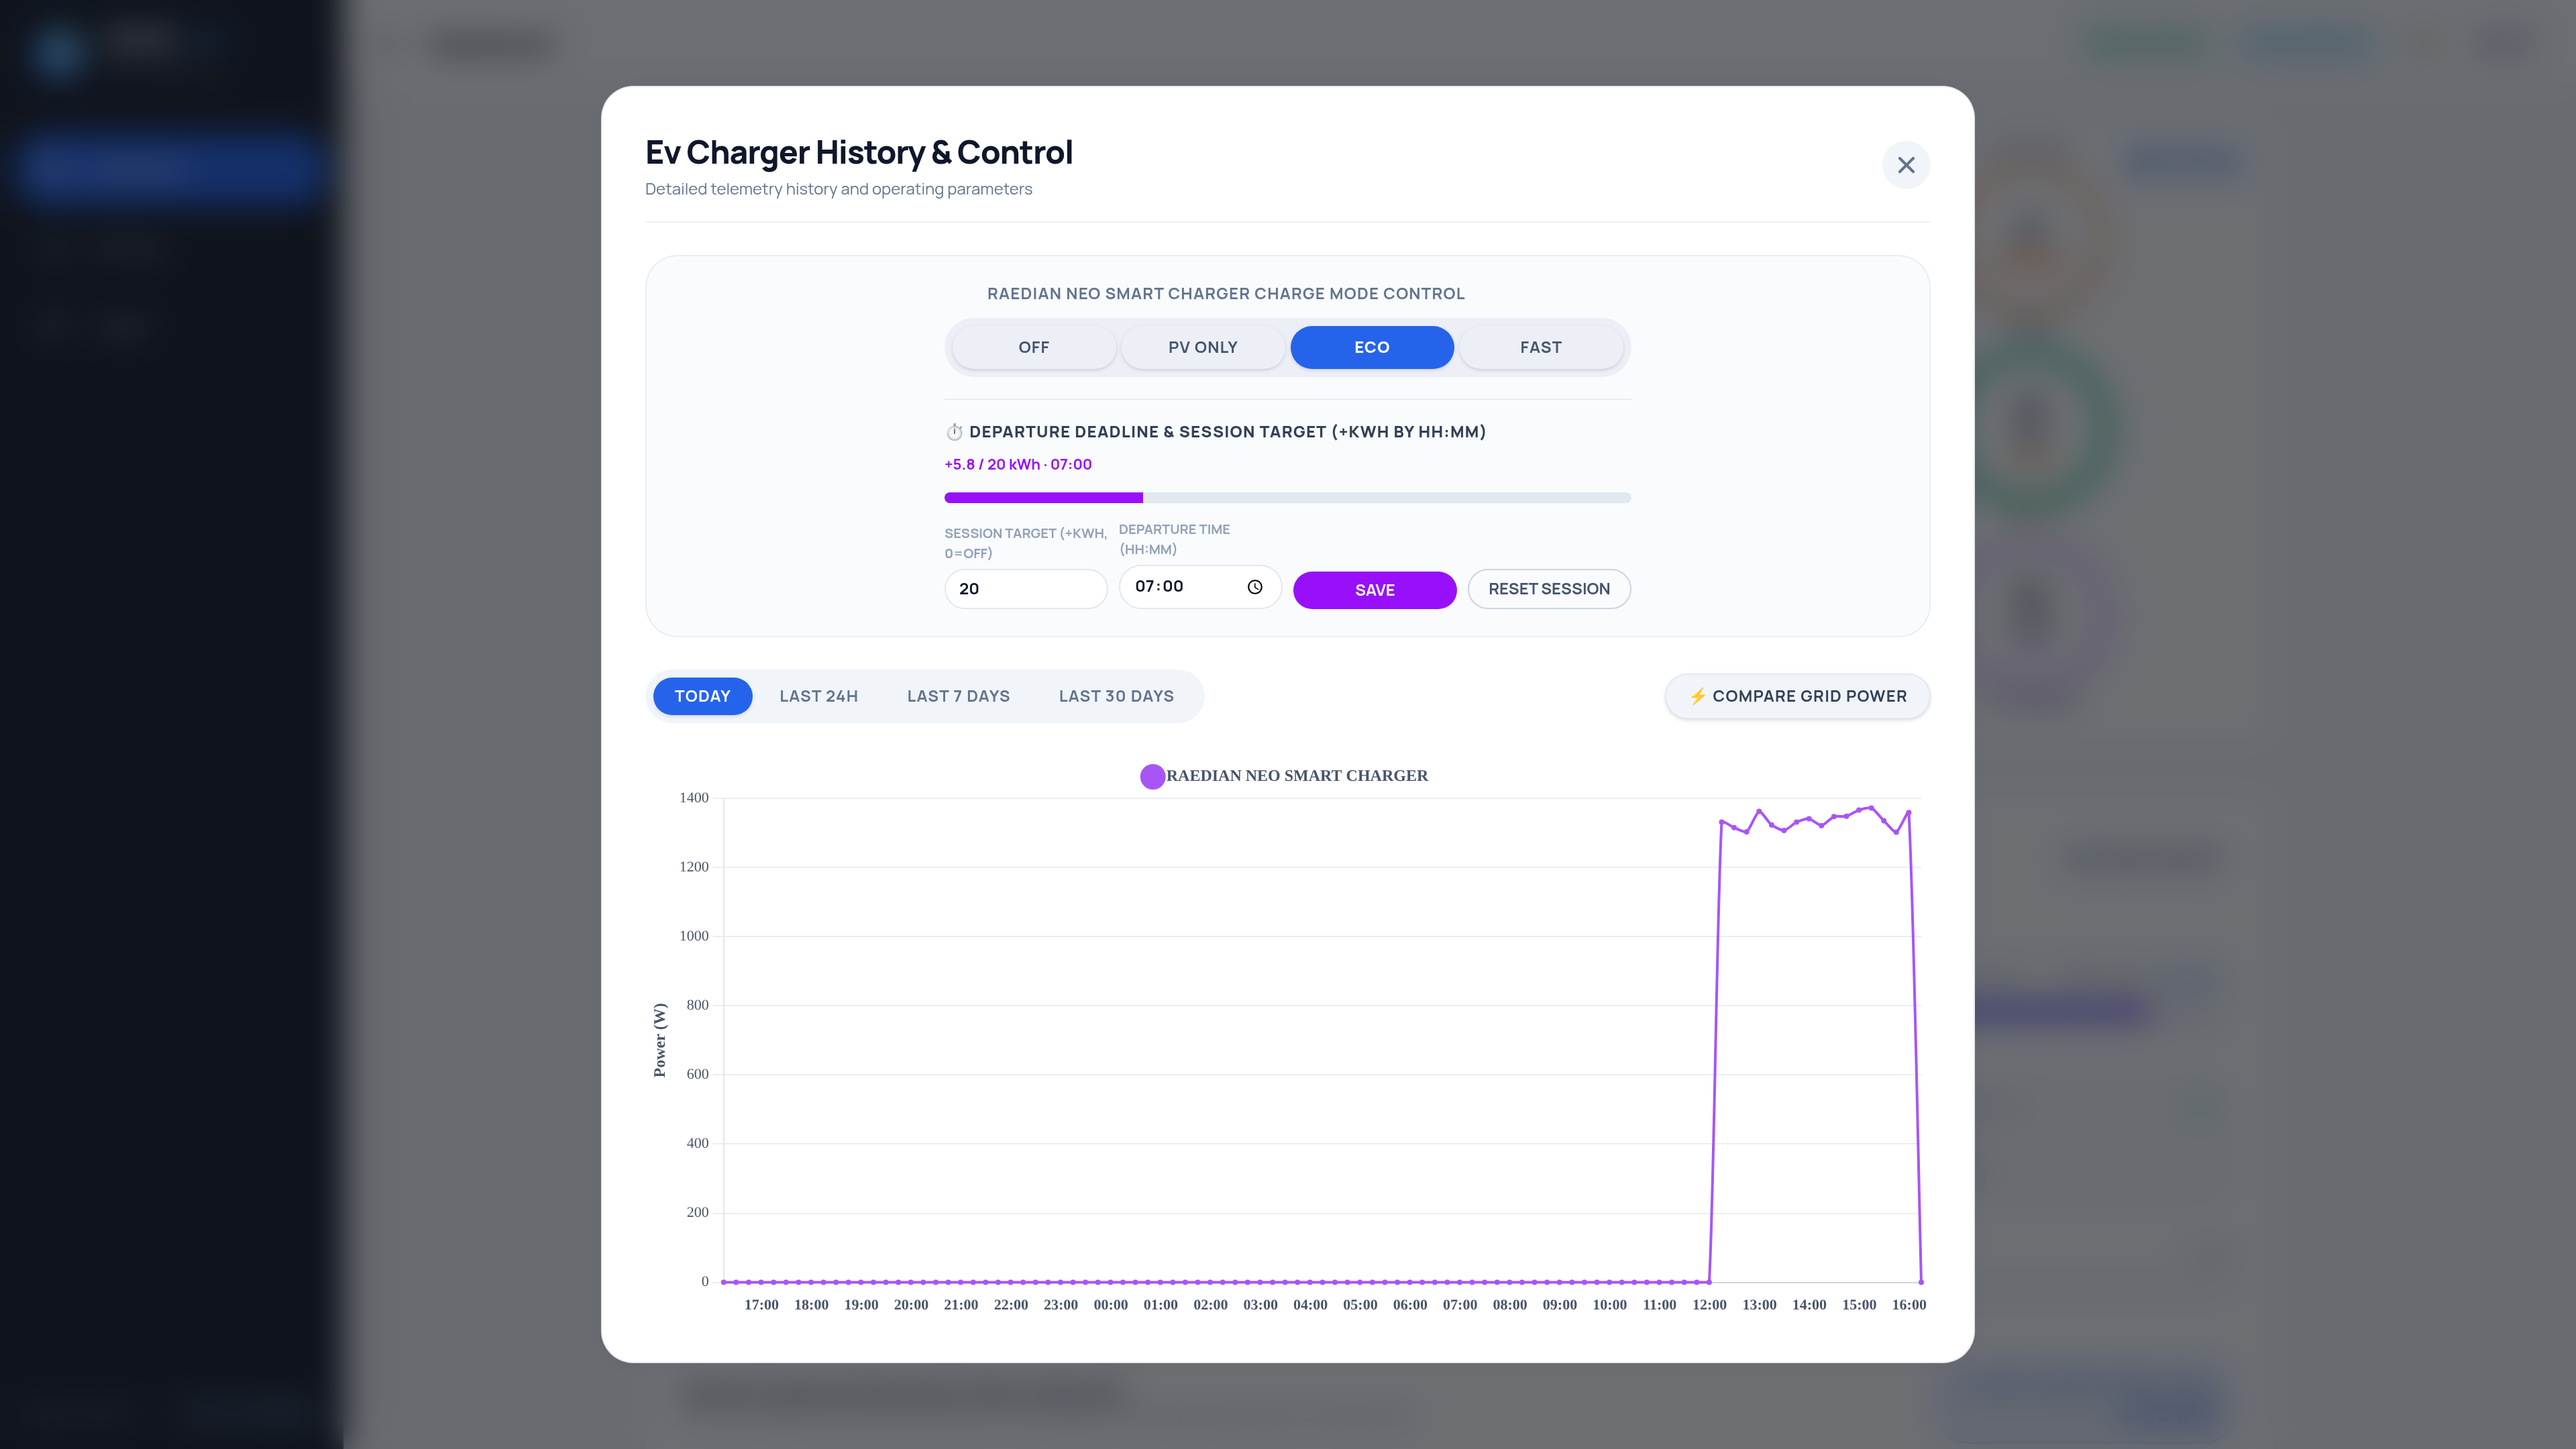 Ev Charger History & Control
Detailed telemetry history and operating parameters
RAEDIAN NEO SMART CHARGER CHARGE MODE CONTROL
OFF PV ONLY ECO FAST
⏱️ DEPARTURE DEADLINE & SESSION TARGET (+KWH BY HH:MM)
+5.8 / 20 kWh · 07:00
SESSION TARGET (+KWH,
0=OFF)
DEPARTURE TIME
(HH:MM)
20 07:00 SAVE RESET SESSION
TODAY LAST 24H LAST 7 DAYS LAST 30 DAYS ⚡ COMPARE GRID POWER
RAEDIAN NEO SMART CHARGER
1400
1200
1000
800
600
400
200
0
Power (W)
17:00 18:00 19:00 20:00 21:00 22:00 23:00 00:00 01:00 02:00 03:00 04:00 05:00 06:00 07:00 08:00 09:00 10:00 11:00 12:00 13:00 14:00 15:00 16:00